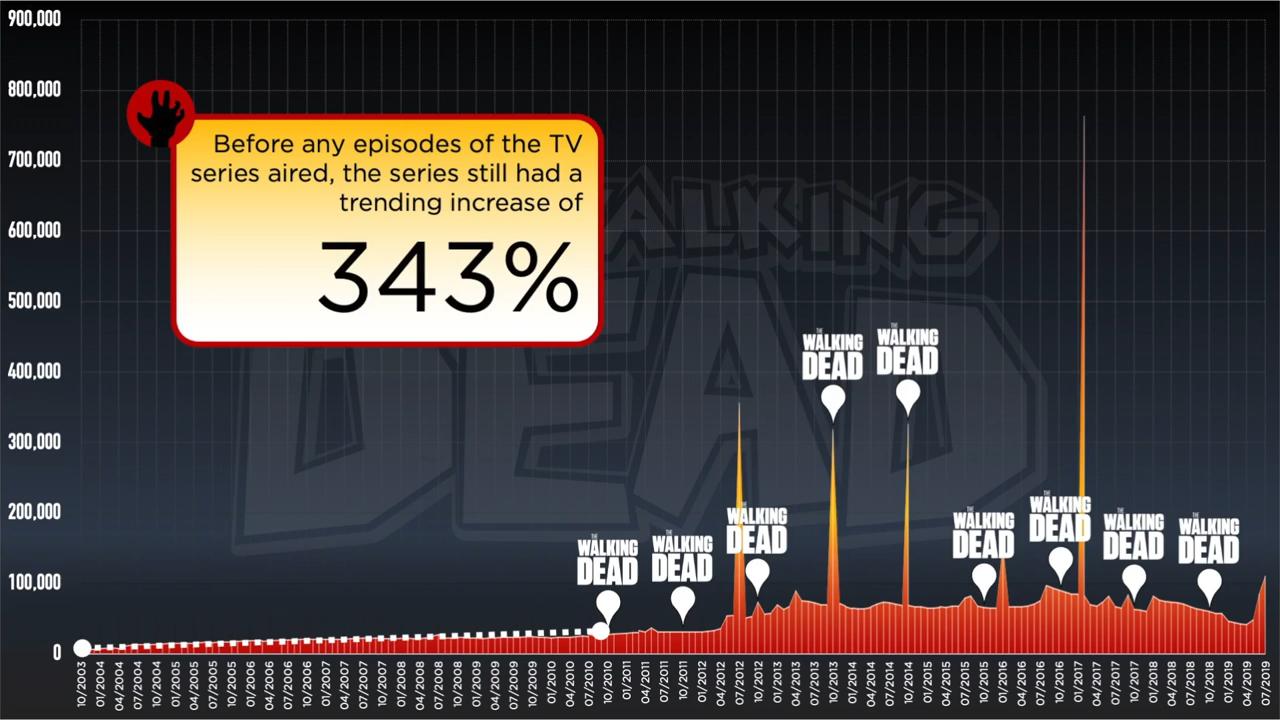 900,000
800,000
700,000
600,000
500,000
400,000
300,000
200,000
100,000
0
Before any episodes of the TV
series aired, the series still had a
trending increase of
343%
ALKING
DEAD
THE
WALKING
DEAD
THE
WALKING
DEAD
THE
WALKING
DEAD
THE
WALKING
DEAD
THE
WALKING
DEAD
THE
WALKING
DEAD
THE
WALKING
DEAD
THE
WALKING
DEAD
THE
WALKING
DEAD
10/2003
01/2004
04/2004
07/2004
10/2004
01/2005
04/2005
07/2005
10/2005
01/2006
04/2006
07/2006
10/2006
01/2007
04/2007
07/2007
10/2007
01/2008
04/2008
07/2008
10/2008
01/2009
04/2009
07/2009
10/2009
01/2010
04/2010
07/2010
10/2010
01/2011
04/2011
07/2011
10/2011
01/2012
04/2012
07/2012
10/2012
01/2013
04/2013
07/2013
10/2013
01/2014
04/2014
07/2014
10/2014
01/2015
04/2015
07/2015
10/2015
01/2016
04/2016
07/2016
10/2016
01/2017
04/2017
07/2017
10/2017
01/2018
04/2018
07/2018
10/2018
01/2019
04/2019
07/2019